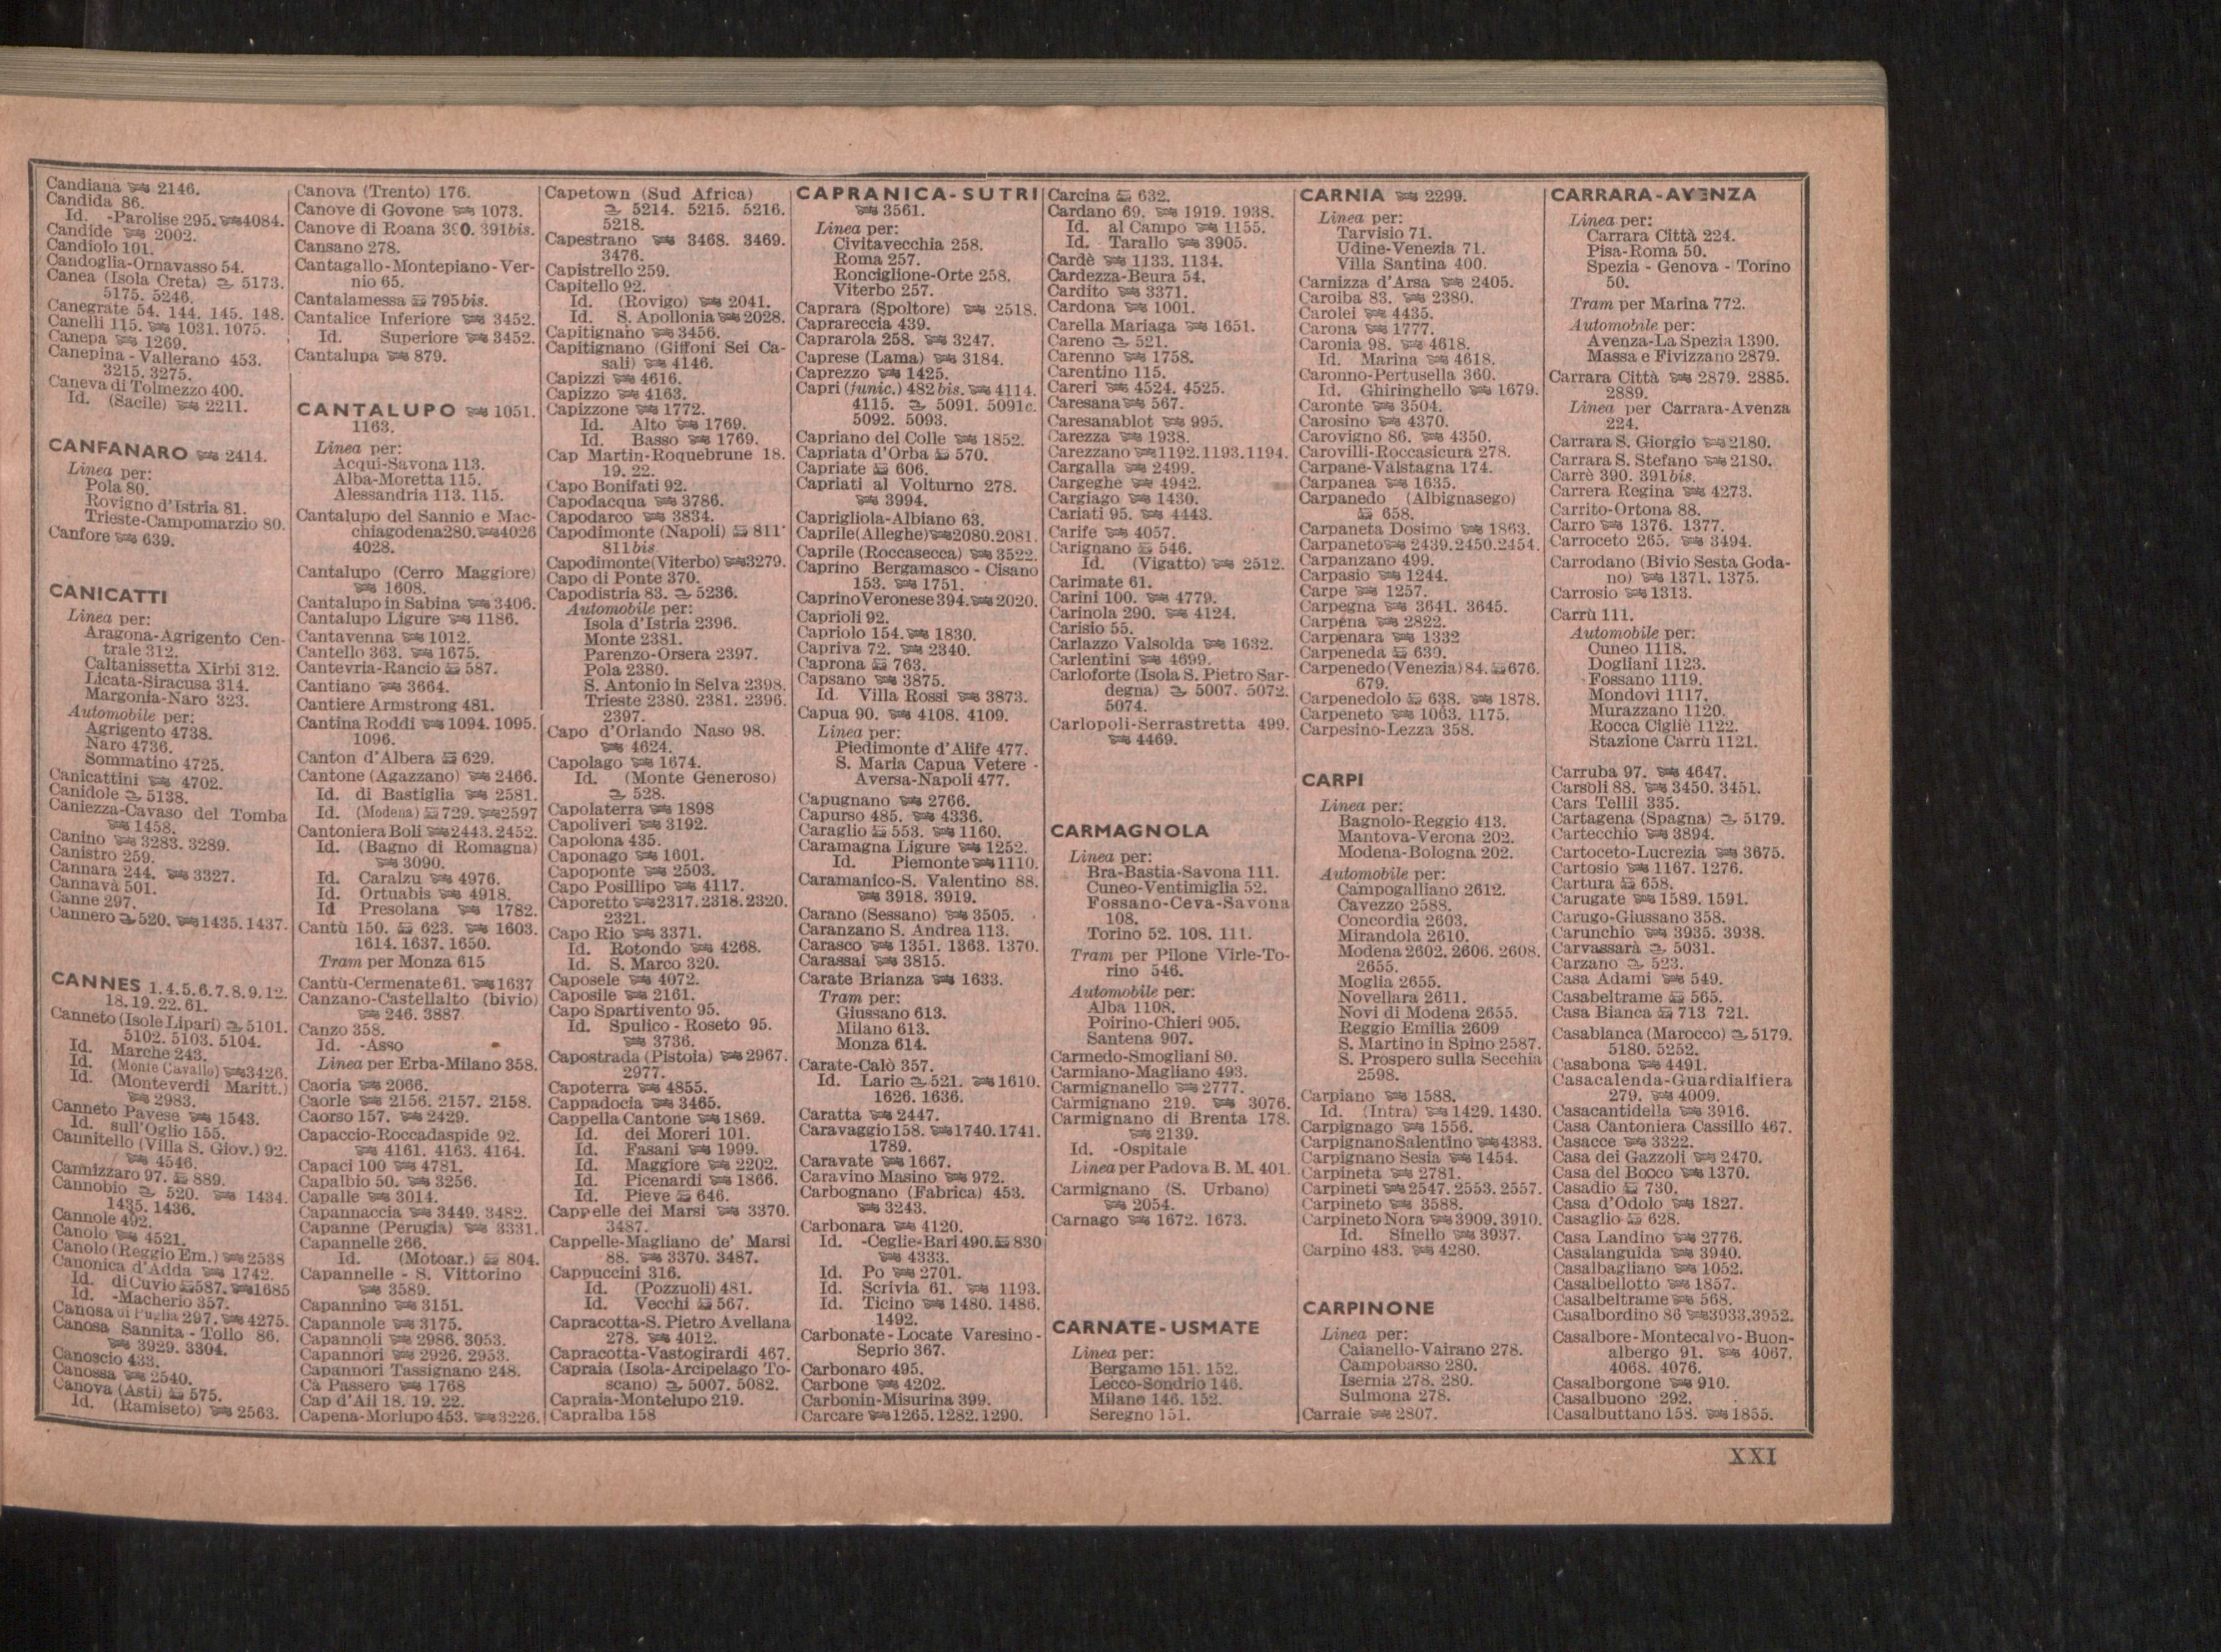 Candiana 2146.
Candida 86.
Id. -Parolise 295. 4084.
Candide 2002.
Candiolo 101.
Candoglia-Ornavasso 54.
Canea (Isola Creta) 5173.
5175. 5246.
Canegrate 54. 144. 145. 148.
Canelli 115. 1031. 1075.
Canepa 1269.
Canepina - Vallerano 453.
3215. 3275.
Caneva di Tolmezzo 400.
Id. (Sacile) 2211.
CANFANARO 2414.
Linea per:
Pola 80.
Rovigno d'Istria 81.
Trieste-Campomarzio 80.
Canfore 639.
CANICATTI
Linea per:
Aragona-Agrigento Cen-
trale 312.
Caltanissetta Xirbi 312.
Licata-Siracusa 314.
Margonia-Naro 323.
Automobile per:
Agrigento 4738.
Naro 4736.
Sommatino 4725.
Canicattini 4702.
Canidole 5138.
Caniezza-Cavaso del Tomba
1458.
Canino 3283. 3289.
Canistro 259.
Cannara 244. 3327.
Cannavà 501.
Canne 297.
Cannero 520. 1435. 1437.
CANNES 1.4.5.6.7.8.9.12.
18.19.22.61.
Canneto (Isole Lipari) 5101.
5102. 5103. 5104.
Id. Marche 243.
Id. (Monte Cavallo) 3426.
Id. (Monteverdi Maritt.)
2983.
Canneto Pavese 1543.
Id. sull'Oglio 155.
Cannitello (Villa S. Giov.) 92.
4546.
Cannizzaro 97. 889.
Cannobio 520. 1434.
1435. 1436.
Cannole 492.
Canolo 4521.
Canolo (Reggio Em.) 2538
Canonica d'Adda 1742.
Id. di Cuvio 587. 1685
Id. -Macherio 357.
Canosa di Puglia 297. 4275.
Canosa Sannita - Tollo 86.
3929. 3304.
Canoscio 433.
Canossa 2540.
Canova (Asti) 575.
Id. (Ramiseto) 2563.
Canova (Trento) 176.
Canove di Govone 1073.
Canove di Roana 390. 391bis.
Cansano 278.
Cantagallo-Montepiano-Ver-
nio 65.
Cantalamessa 795bis.
Cantalice Inferiore 3452.
Id. Superiore 3452.
Cantalupa 879.
CANTALUPO 1051.
1163.
Linea per:
Acqui-Savona 113.
Alba-Moretta 115.
Alessandria 113. 115.
Cantalupo del Sannio e Mac-
chiagodena 280. 4026
4028.
Cantalupo (Cerro Maggiore)
1608.
Cantalupo in Sabina 3406.
Cantalupo Ligure 1186.
Cantavenna 1012.
Cantello 363. 1675.
Cantevria-Rancio 587.
Cantiano 3664.
Cantiere Armstrong 481.
Cantina Roddi 1094. 1095.
1096.
Canton d'Albera 629.
Cantone (Agazzano) 2466.
Id. di Bastiglia 2581.
Id. (Modena) 729. 2597
Cantoniera Boli 2443. 2452.
Id. (Bagno di Romagna)
3090.
Id. Caralzu 4976.
Id. Ortuabis 4918.
Id Presolana 1782.
Cantù 150. 623. 1603.
1614. 1637. 1650.
Tram per Monza 615
Cantù-Cermenate 61. 1637
Canzano-Castellalto (bivio)
246. 3887
Canzo 358.
Id. -Asso
Linea per Erba-Milano 358.
Caoria 2066.
Caorle 2156. 2157. 2158.
Caorso 157. 2429.
Capaccio-Roccadaspide 92.
4161. 4163. 4164.
Capaci 100 4781.
Capalbio 50. 3256.
Capalle 3014.
Capannaccia 3449. 3482.
Capanne (Perugia) 3331.
Capannelle 266.
Id. (Motoar.) 804.
Capannelle - S. Vittorino
3589.
Capannino 3151.
Capannole 3175.
Capannoli 2986. 3053.
Capannori 2926. 2953.
Capannori Tassignano 248.
Cà Passero 1768
Cap d'Ail 18. 19. 22.
Capena-Morlupo 453. 3226.
Capetown (Sud Africa)
5214. 5215. 5216.
5218.
Capestrano 3468. 3469.
3476.
Capistrello 259.
Capitello 92.
Id. (Rovigo) 2041.
Id. S. Apollonia 2028.
Capitignano 3456.
Capitignano (Giffoni Sei Ca-
sali) 4146.
Capizzi 4616.
Capizzo 4163.
Capizzone 1772.
Id. Alto 1769.
Id. Basso 1769.
Cap Martin-Roquebrune 18.
19. 22.
Capo Bonifati 92.
Capodacqua 3786.
Capodarco 3834.
Capodimonte (Napoli) 811
811bis.
Capodimonte (Viterbo) 3279.
Capo di Ponte 370.
Capodistria 83. 5236.
Automobile per:
Isola d'Istria 2396.
Monte 2381.
Parenzo-Orsera 2397.
Pola 2380.
S. Antonio in Selva 2398.
Trieste 2380. 2381. 2396.
2397.
Capo d'Orlando Naso 98.
4624.
Capolago 1674.
Id. (Monte Generoso)
528.
Capolaterra 1898
Capoliveri 3192.
Capolona 435.
Caponago 1601.
Capoponte 2503.
Capo Posillipo 4117.
Caporetto 2317. 2318. 2320.
2321.
Capo Rio 3371.
Id. Rotondo 4268.
Id. S. Marco 320.
Caposele 4072.
Caposile 2161.
Capo Spartivento 95.
Id. Spulico - Roseto 95.
3736.
Capostrada (Pistoia) 2967.
2977.
Capoterra 4855.
Cappadocia 3465.
Cappella Cantone 1869.
Id. dei Moreri 101.
Id. Fasani 1999.
Id. Maggiore 2202.
Id. Picenardi 1866.
Id. Pieve 646.
Cappelle dei Marsi 3370.
3487.
Cappelle-Magliano de' Marsi
88. 3370. 3487.
Cappuccini 316.
Id. (Pozzuoli) 481.
Id. Vecchi 567.
Capracotta-S. Pietro Avellana
278. 4012.
Capracotta-Vastogirardi 467.
Capraia (Isola-Arcipelago To-
scano) 5007. 5082.
Capraia-Montelupo 219.
Capralba 158
CAPRANICA-SUTRI
3561.
Linea per:
Civitavecchia 258.
Roma 257.
Ronciglione-Orte 258.
Viterbo 257.
Caprara (Spoltore) 2518.
Caprareccia 439.
Caprarola 258. 3247.
Caprese (Lama) 3184.
Caprezzo 1425.
Capri (funic.) 482bis. 4114.
4115. 5091. 5091c.
5092. 5093.
Capriano del Colle 1852.
Capriata d'Orba 570.
Capriate 606.
Capriati al Volturno 278.
3994.
Caprigliola-Albiano 63.
Caprile (Alleghe) 2080. 2081.
Caprile (Roccasecca) 3522.
Caprino Bergamasco - Cisano
153. 1751.
Caprino Veronese 394. 2020.
Caprioli 92.
Capriolo 154. 1830.
Capriva 72. 2340.
Caprona 763.
Capsano 3875.
Id. Villa Rossi 3873.
Capua 90. 4108. 4109.
Linea per:
Piedimonte d'Alife 477.
S. Maria Capua Vetere -
Aversa-Napoli 477.
Capugnano 2766.
Capurso 485. 4336.
Caraglio 553. 1160.
Caramagna Ligure 1252.
Id. Piemonte 1110.
Caramanico-S. Valentino 88.
3918. 3919.
Carano (Sessano) 3505.
Caranzano S. Andrea 113.
Carasco 1351. 1363. 1370.
Carassai 3815.
Carate Brianza 1633.
Tram per:
Giussano 613.
Milano 613.
Monza 614.
Carate-Calò 357.
Id. Lario 521. 1610.
1626. 1636.
Caratta 2447.
Caravaggio 158. 1740. 1741.
1789.
Caravate 1667.
Caravino Masino 972.
Carbognano (Fabrica) 453.
3243.
Carbonara 4120.
Id. -Ceglie-Bari 490. 830
4333.
Id. Po 2701.
Id. Scrivia 61. 1193.
Id. Ticino 1480. 1486.
1492.
Carbonate - Locate Varesino -
Seprio 367.
Carbonaro 495.
Carbone 4202.
Carbonin-Misurina 399.
Carcare 1265. 1282. 1290.
Carcina 632.
Cardano 69. 1919. 1938.
Id. al Campo 1155.
Id. Tarallo 3905.
Cardè 1133. 1134.
Cardezza-Beura 54.
Cardito 3371.
Cardona 1001.
Carella Mariaga 1651.
Careno 521.
Carenno 1758.
Carentino 115.
Careri 4524. 4525.
Caresana 567.
Caresanablot 995.
Carezza 1938.
Carezzano 1192. 1193. 1194.
Cargalla 2499.
Cargeghe 4942.
Cargiago 1430.
Cariati 95. 4443.
Carife 4057.
Carignano 546.
Id. (Vigatto) 2512.
Carimate 61.
Carini 100. 4779.
Carinola 290. 4124.
Carisio 55.
Carlazzo Valsolda 1632.
Carlentini 4699.
Carloforte (Isola S. Pietro Sar-
degna) 5007. 5072.
5074.
Carlopoli-Serrastretta 499.
4469.
CARMAGNOLA
Linea per:
Bra-Bastia-Savona 111.
Cuneo-Ventimiglia 52.
Fossano-Ceva-Savona
108.
Torino 52. 108. 111.
Tram per Pilone Virle-To-
rino 546.
Automobile per:
Alba 1108.
Poirino-Chieri 905.
Santena 907.
Carmedo-Smogliani 80.
Carmiano-Magliano 493.
Carmignanello 2777.
Carmignano 219. 3076.
Carmignano di Brenta 178.
2139.
Id. -Ospitale
Linea per Padova B. M. 401.
Carmignano (S. Urbano)
2054.
Carnago 1672. 1673.
CARNATE-USMATE
Linea per:
Bergamo 151. 152.
Lecco-Sondrio 146.
Milano 146. 152.
Seregno 151.
CARNIA 2299.
Linea per:
Tarvisio 71.
Udine-Venezia 71.
Villa Santina 400.
Carnizza d'Arsa 2405.
Caroiba 83. 2380.
Carolei 4435.
Carona 1777.
Caronia 98. 4618.
Id. Marina 4618.
Caronno-Pertusella 360.
Id. Ghiringhello 1679.
Caronte 3504.
Carosino 4370.
Carovigno 86. 4350.
Carovilli-Roccasicura 278.
Carpane-Valstagna 174.
Carpanea 1635.
Carpanedo (Albignasego)
658.
Carpaneta Dosimo 1863.
Carpaneto 2439. 2450. 2454.
Carpanzano 499.
Carpasio 1244.
Carpe 1257.
Carpegna 3641. 3645.
Carpena 2822.
Carpenara 1332
Carpeneda 639.
Carpenedo (Venezia) 84. 676.
679.
Carpenedolo 638. 1878.
Carpeneto 1063. 1175.
Carpesino-Lezza 358.
CARPI
Linea per:
Bagnolo-Reggio 413.
Mantova-Verona 202.
Modena-Bologna 202.
Automobile per:
Campogalliano 2612.
Cavezzo 2588.
Concordia 2603.
Mirandola 2610.
Modena 2602. 2606. 2608.
2655.
Moglia 2655.
Novellara 2611.
Novi di Modena 2655.
Reggio Emilia 2609
S. Martino in Spino 2587.
S. Prospero sulla Secchia
2598.
Carpiano 1588.
Id. (Intra) 1429. 1430.
Carpignago 1556.
Carpignano Salentino 4383.
Carpignano Sesia 1454.
Carpineta 2781.
Carpineti 2547. 2553. 2557.
Carpineto 3588.
Carpineto Nora 3909. 3910.
Id. Sinello 3937.
Carpino 483. 4280.
CARPINONE
Linea per:
Caianello-Vairano 278.
Campobasso 280.
Isernia 278. 280.
Sulmona 278.
Carraie 2807.
CARRARA-AVENZA
Linea per:
Carrara Città 224.
Pisa-Roma 50.
Spezia - Genova - Torino
50.
Tram per Marina 772.
Automobile per:
Avenza-La Spezia 1390.
Massa e Fivizzano 2879.
Carrara Città 2879. 2885.
2889.
Linea per Carrara-Avenza
224.
Carrara S. Giorgio 2180.
Carrara S. Stefano 2180.
Carrè 390. 391bis.
Carrera Regina 4273.
Carrito-Ortona 88.
Carro 1376. 1377.
Carroceto 265. 3494.
Carrodano (Bivio Sesta Goda-
no) 1371. 1375.
Carrosio 1313.
Carrù 111.
Automobile per:
Cuneo 1118.
Dogliani 1123.
Fossano 1119.
Mondovì 1117.
Murazzano 1120.
Rocca Cigliè 1122.
Stazione Carrù 1121.
Carruba 97. 4647.
Carsoli 88. 3450. 3451.
Cars Tellii 335.
Cartagena (Spagna) 5179.
Cartecchio 3894.
Cartoceto-Lucrezia 3675.
Cartosio 1167. 1276.
Cartura 658.
Carugate 1589. 1591.
Carugo-Giussano 358.
Carunchio 3935. 3938.
Carvassarà 5031.
Carzano 523.
Casa Adami 549.
Casabeltrame 565.
Casa Bianca 713 721.
Casablanca (Marocco) 5179.
5180. 5252.
Casabona 4491.
Casacalenda-Guardialfiera
279. 4009.
Casacantidella 3916.
Casa Cantoniera Cassillo 467.
Casacce 3322.
Casa dei Gazzoli 2470.
Casa del Bocco 1370.
Casadio 730.
Casa d'Odolo 1827.
Casaglio 628.
Casa Landino 2776.
Casalanguida 3940.
Casalbagliano 1052.
Casalbellotto 1857.
Casalbeltrame 568.
Casalbordino 86 3933. 3952.
Casalbore-Montecalvo-Buon-
albergo 91. 4067.
4068. 4076.
Casalborgone 910.
Casalbuono 292.
Casalbuttano 158. 1855.
XXI